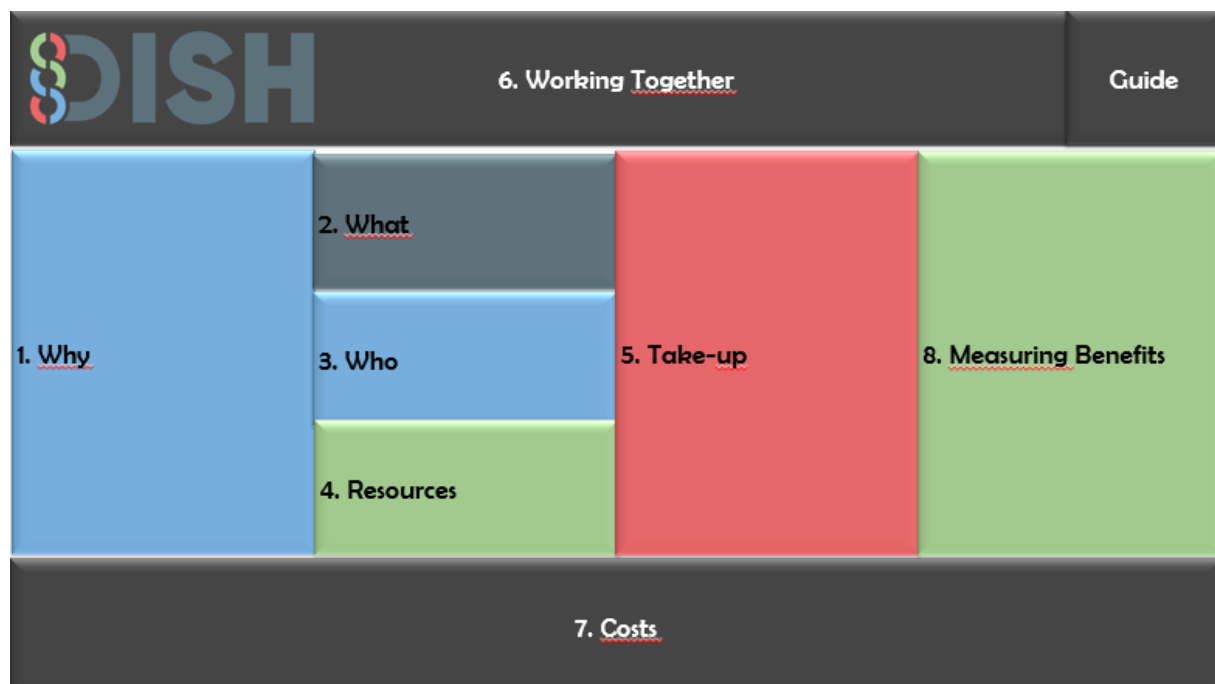 DISH
6. Working Together
Guide
1. Why
2. What
3. Who
4. Resources
5. Take-up
8. Measuring Benefits
7. Costs